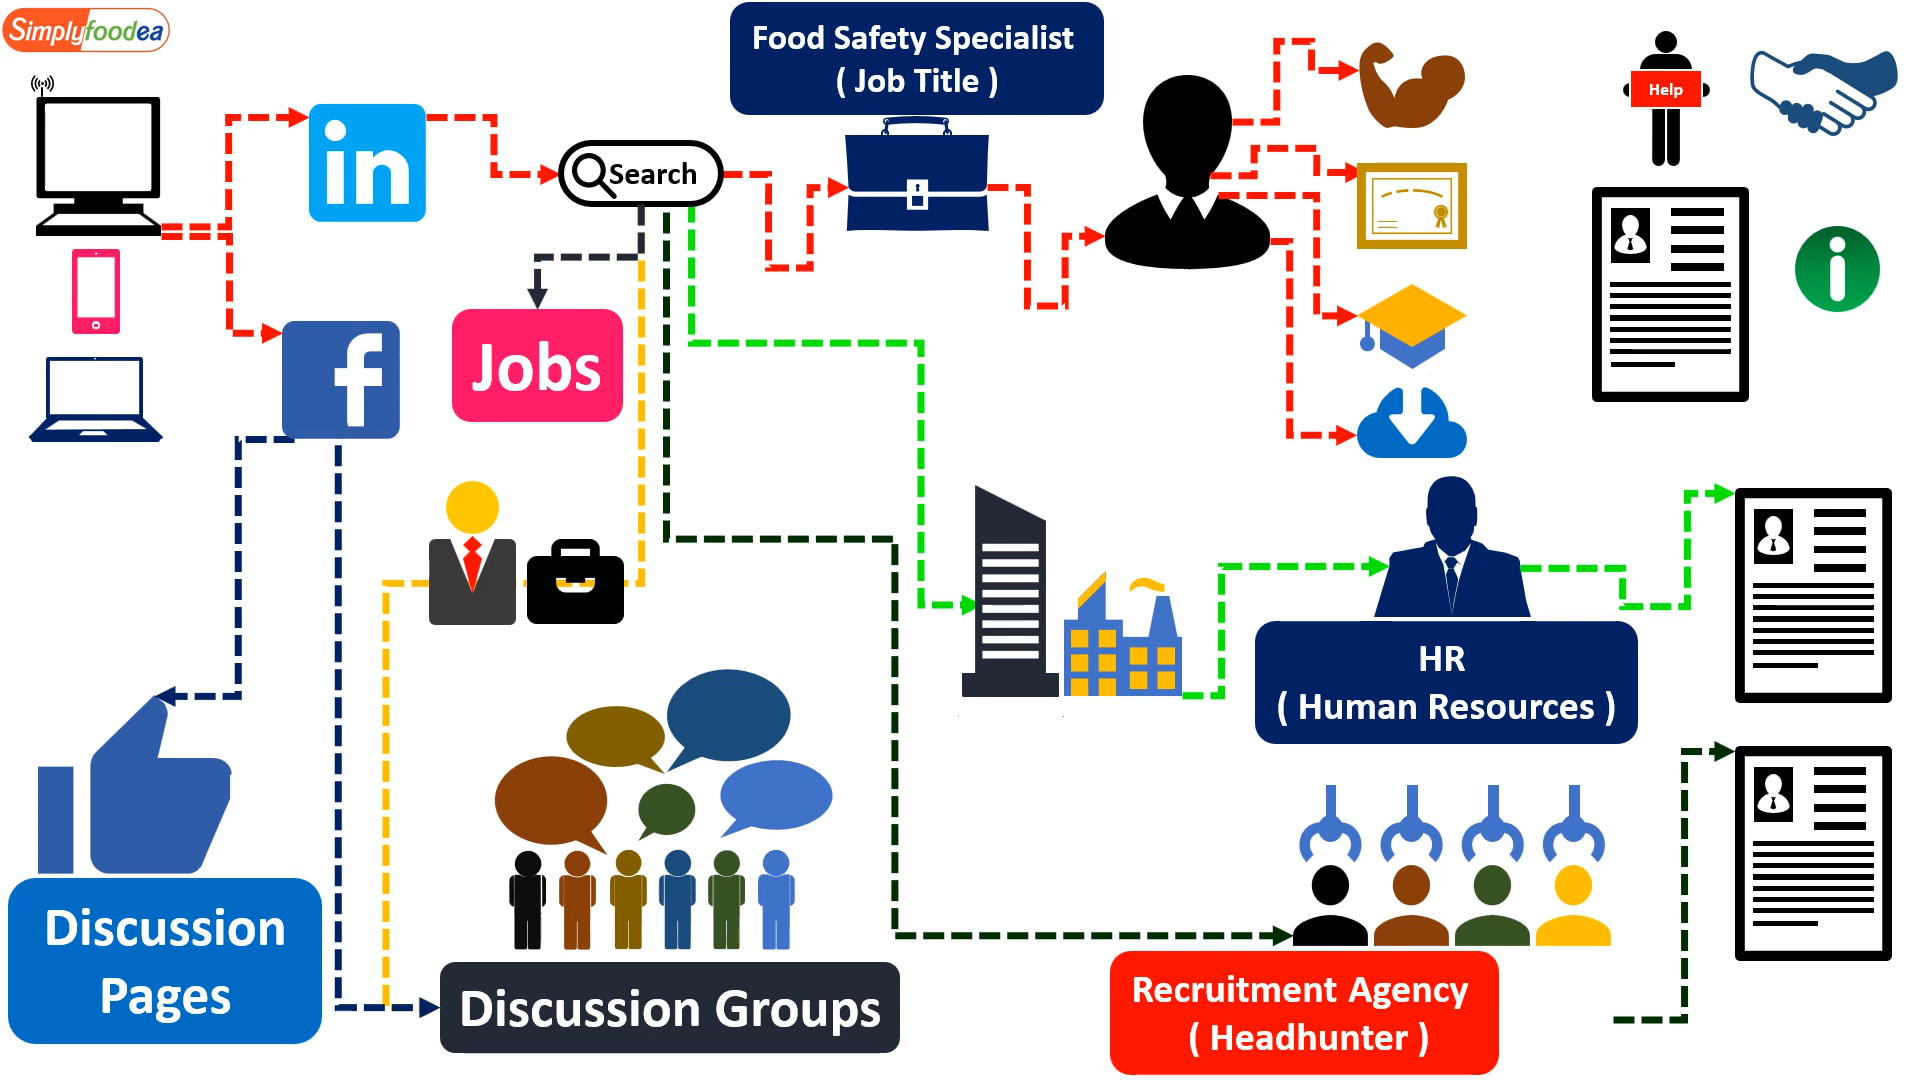 Simplyfoodea
Food Safety Specialist
( Job Title )
Help
in
Search
f
Jobs
i
HR
( Human Resources )
Discussion
Pages
Discussion Groups
Recruitment Agency
( Headhunter )